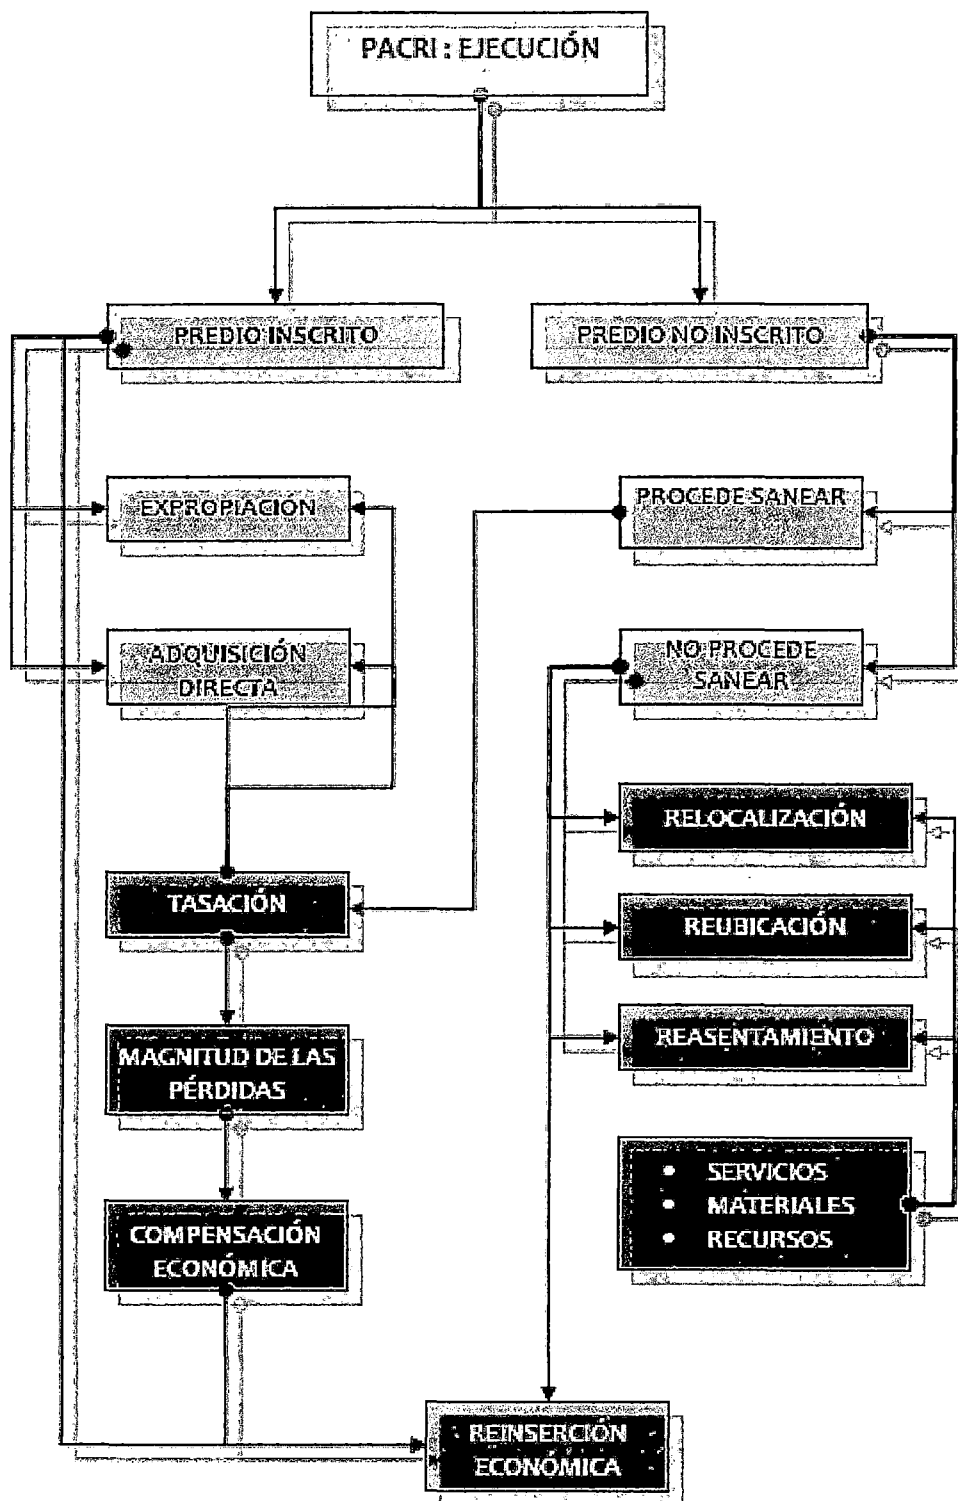 PACRI : EJECUCIÓN
PREDIO INSCRITO
PREDIO NO INSCRITO
EXPROPIACIÓN
PROCEDE SANEAR
ADQUISICIÓN
DIRECTA
NO PROCEDE
SANEAR
RELOCALIZACIÓN
TASACIÓN
REUBICACIÓN
MAGNITUD DE LAS
PÉRDIDAS
REASENTAMIENTO
• SERVICIOS
• MATERIALES
• RECURSOS
COMPENSACIÓN
ECONÓMICA
REINSERCIÓN
ECONÓMICA